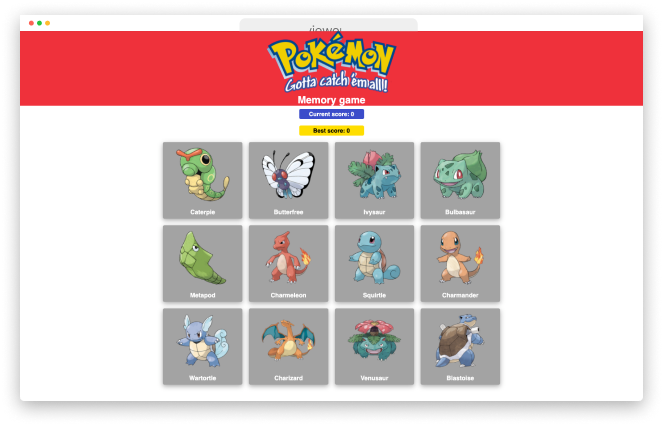 POKéMON
Gotta catch 'em all!
Memory game
Current score: 0
Best score: 0
Caterpie
Butterfree
Ivysaur
Bulbasaur
Metapod
Charmeleon
Squirtle
Charmander
Wartortle
Charizard
Venusaur
Blastoise